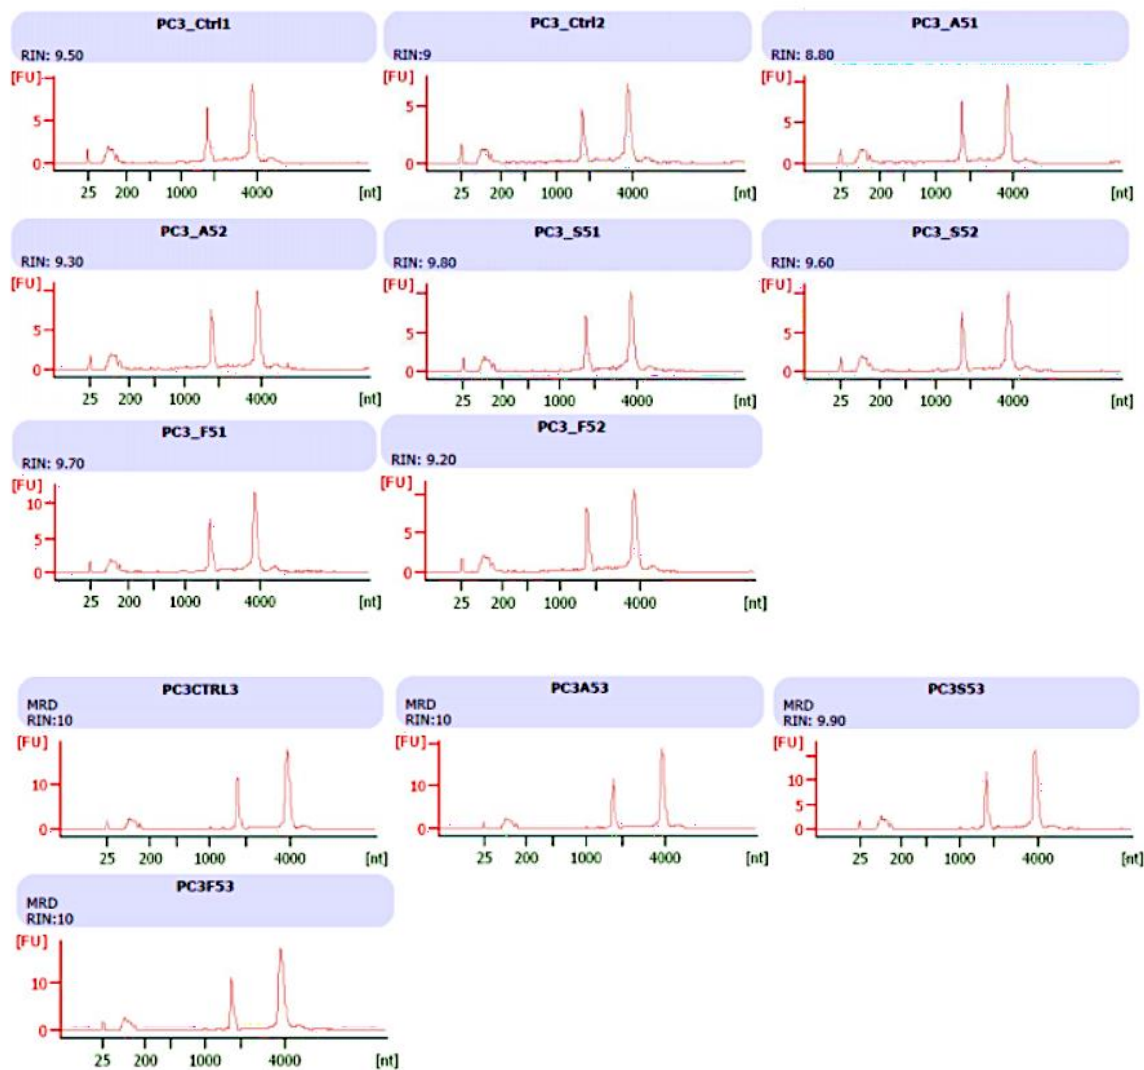 PC3_Ctrl1
RIN: 9.50
[FU]
5
0
25 200 1000 4000 [nt]
PC3_Ctrl2
RIN:9
[FU]
5
0
25 200 1000 4000 [nt]
PC3_A51
RIN: 8.80
[FU]
5
0
25 200 1000 4000 [nt]
PC3_A52
RIN: 9.30
[FU]
5
0
25 200 1000 4000 [nt]
PC3_S51
RIN: 9.80
[FU]
5
0
25 200 1000 4000 [nt]
PC3_S52
RIN: 9.60
[FU]
5
0
25 200 1000 4000 [nt]
PC3_F51
RIN: 9.70
[FU]
10
5
0
25 200 1000 4000 [nt]
PC3_F52
RIN: 9.20
[FU]
5
0
25 200 1000 4000 [nt]
PC3CTRL3
MRD
RIN:10
[FU]
10
0
25 200 1000 4000 [nt]
PC3A53
MRD
RIN:10
[FU]
10
0
25 200 1000 4000 [nt]
PC3S53
MRD
RIN: 9.90
[FU]
10
5
0
25 200 1000 4000 [nt]
PC3F53
MRD
RIN:10
[FU]
10
0
25 200 1000 4000 [nt]